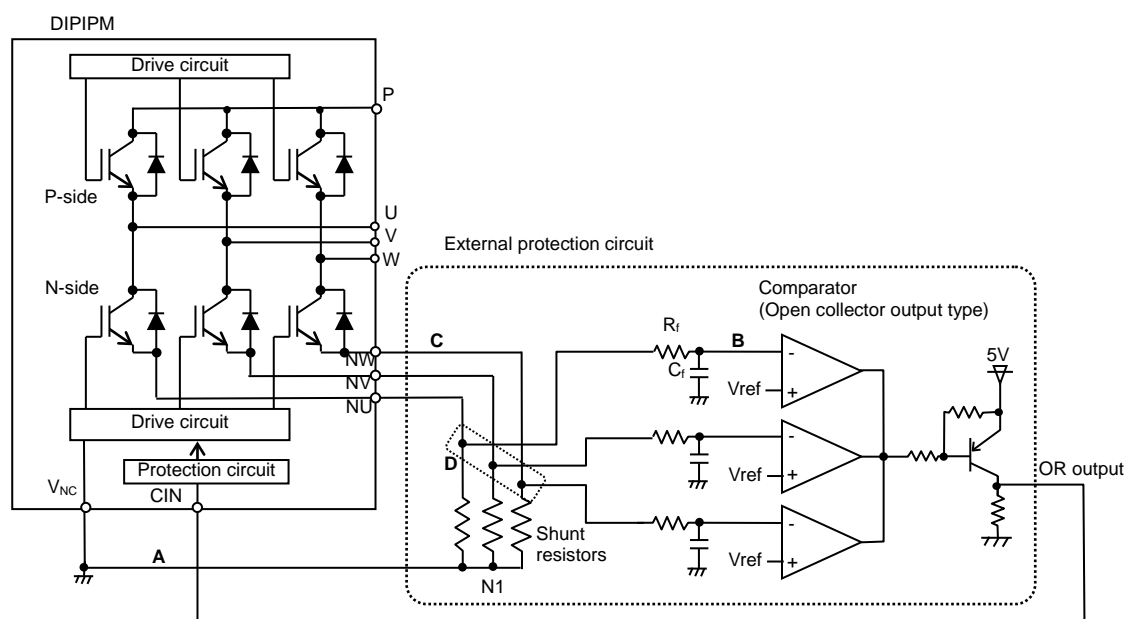 DIPIPM
Drive circuit
P
P-side
U
V
W
External protection circuit
N-side
Comparator
(Open collector output type)
Rf
C
B
-
5V
NW
Cf
Vref
+
NV
NU
Drive circuit
-
D
Protection circuit
Vref
+
OR output
VNC
CIN
-
Shunt
resistors
A
Vref
+
N1